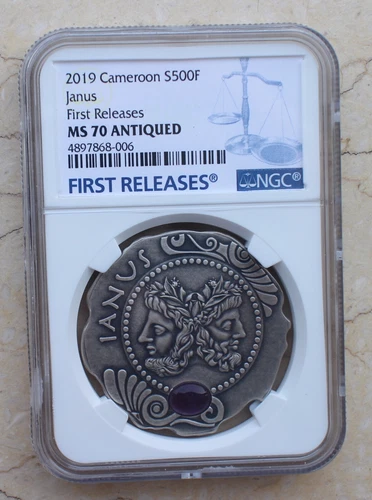 2019 Cameroon S500F
Janus
First Releases
MS 70 ANTIQUED
4897868-006
FIRST RELEASES®
NGC®
IANUS